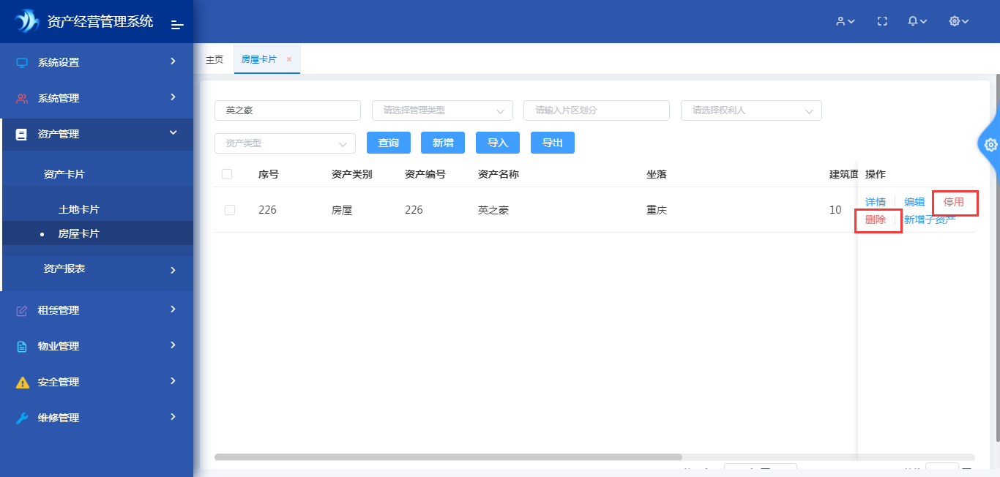 资产经营管理系统
系统设置
系统管理
资产管理
资产卡片
土地卡片
房屋卡片
资产报表
租赁管理
物业管理
安全管理
维修管理
主页
房屋卡片
英之豪
请选择管理类型
请输入片区划分
请选择权利人
资产类型
查询
新增
导入
导出
序号
资产类别
资产编号
资产名称
坐落
建筑面
操作
226
房屋
226
英之豪
重庆
10
详情
编辑
停用
删除
新增子资产